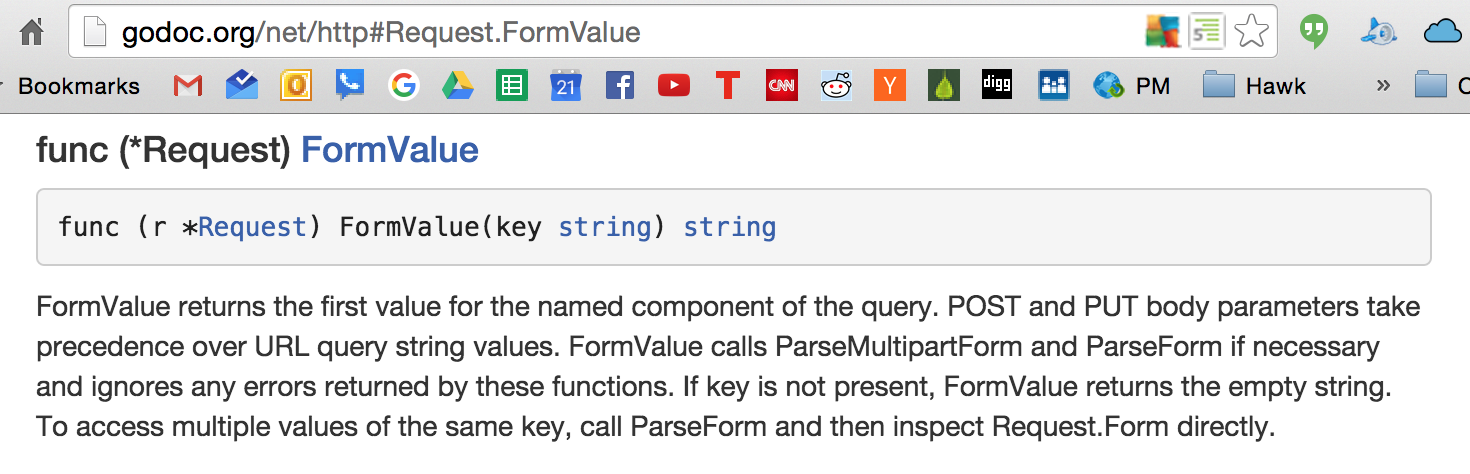 godoc.org/net/http#Request.FormValue
Bookmarks 21 T CNN Y digg PM Hawk » C
func (*Request) FormValue
func (r *Request) FormValue(key string) string
FormValue returns the first value for the named component of the query. POST and PUT body parameters take
precedence over URL query string values. FormValue calls ParseMultipartForm and ParseForm if necessary
and ignores any errors returned by these functions. If key is not present, FormValue returns the empty string.
To access multiple values of the same key, call ParseForm and then inspect Request.Form directly.